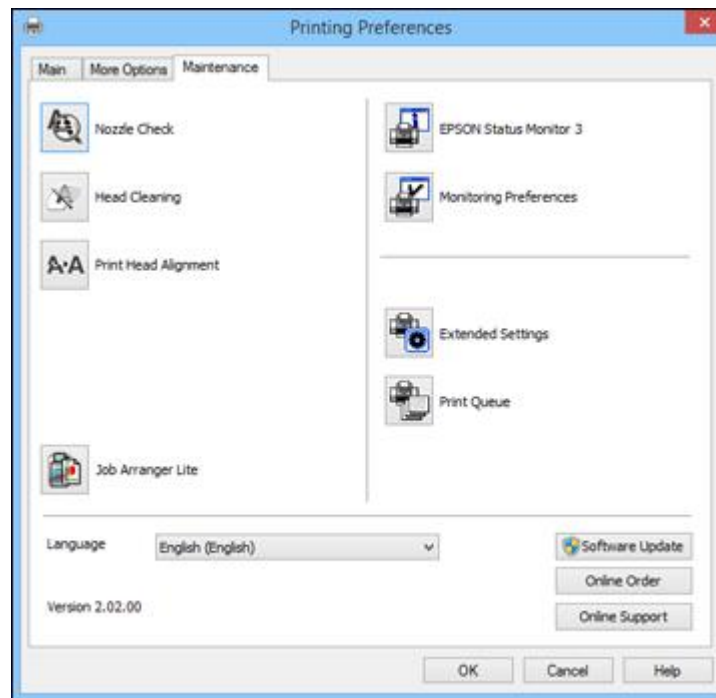 Printing Preferences
Main More Options Maintenance
Nozzle Check
Head Cleaning
A·A Print Head Alignment
Job Arranger Lite
EPSON Status Monitor 3
Monitoring Preferences
Extended Settings
Print Queue
Language English (English)
Version 2.02.00
Software Update
Online Order
Online Support
OK Cancel Help